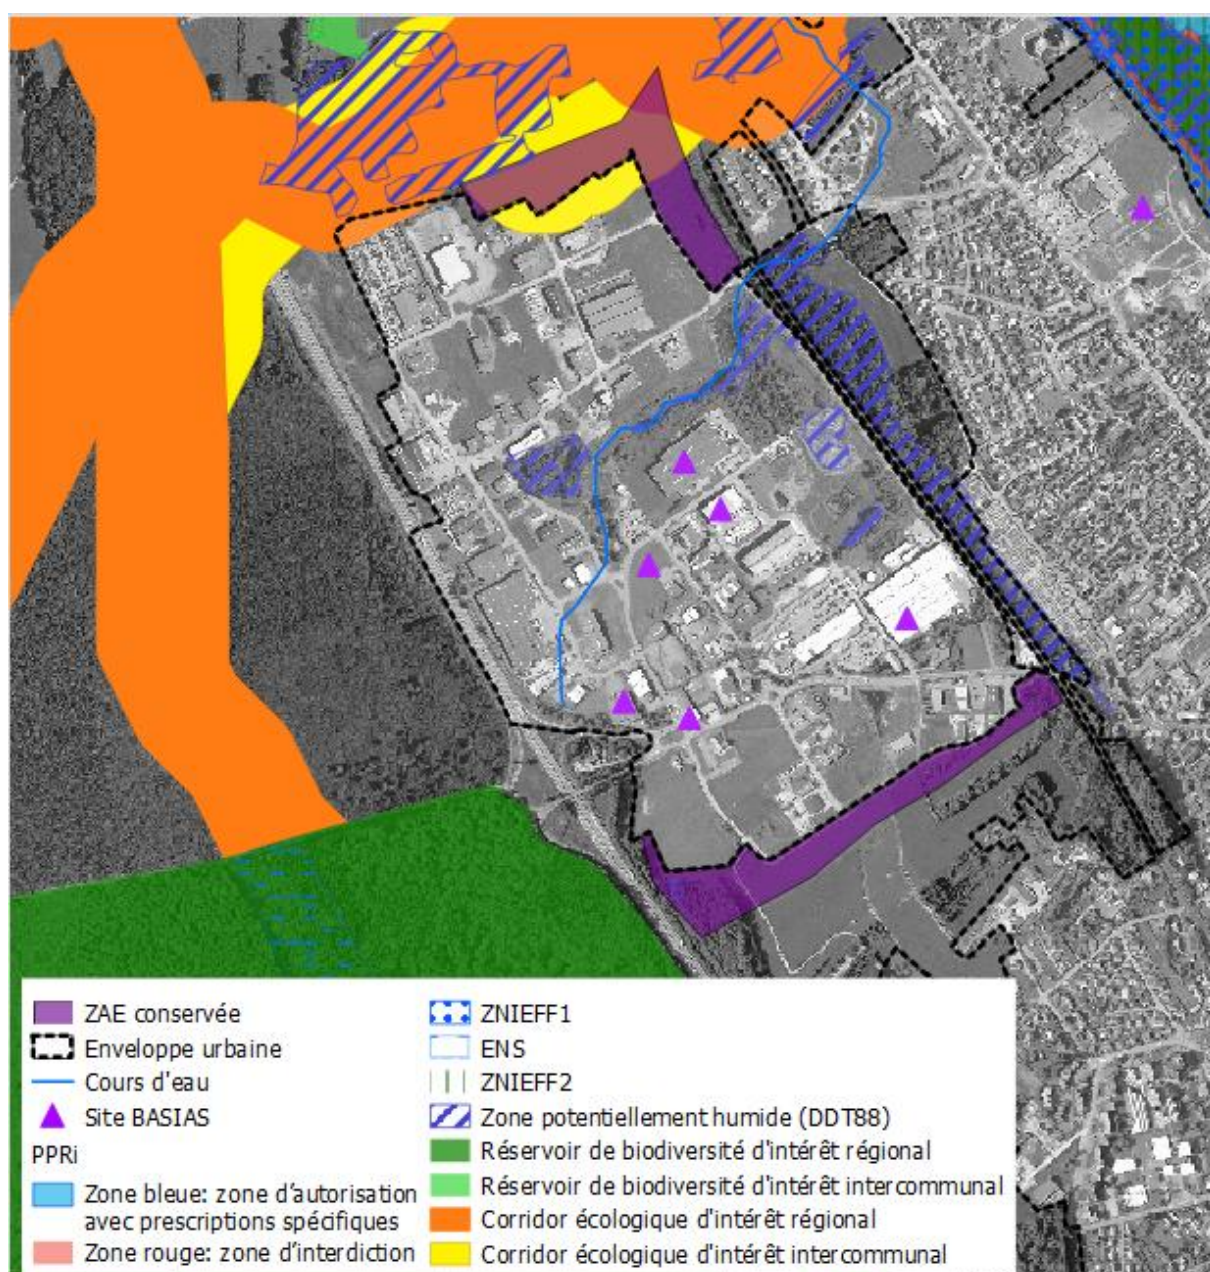 ZAE conservée
Enveloppe urbaine
Cours d'eau
Site BASIAS
PPRi
Zone bleue: zone d’autorisation
avec prescriptions spécifiques
Zone rouge: zone d’interdiction
ZNIEFF1
ENS
ZNIEFF2
Zone potentiellement humide (DDT88)
Réservoir de biodiversité d'intérêt régional
Réservoir de biodiversité d'intérêt intercommunal
Corridor écologique d'intérêt régional
Corridor écologique d'intérêt intercommunal